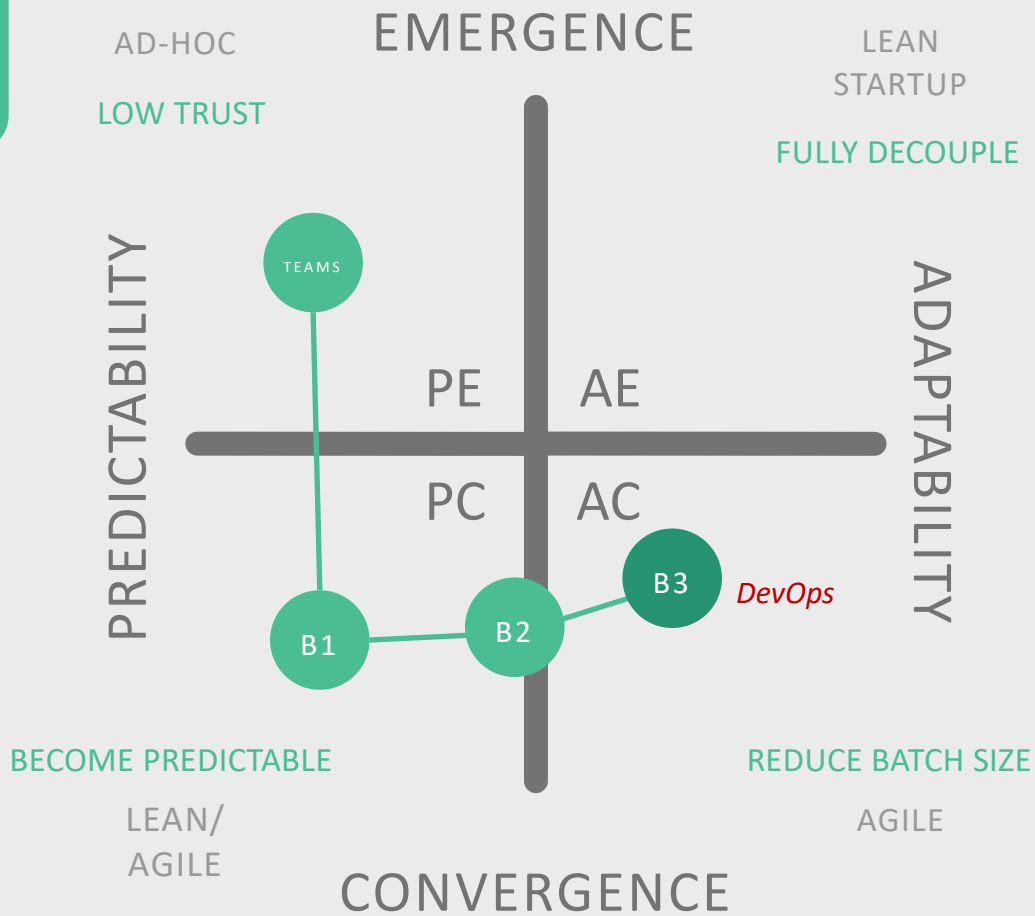 EMERGENCE
AD-HOC
LOW TRUST
LEAN
STARTUP
FULLY DECOUPLE
TEAMS
PREDICTABILITY
ADAPTABILITY
PE
AE
PC
AC
B1
B2
B3
DevOps
BECOME PREDICTABLE
LEAN/
AGILE
REDUCE BATCH SIZE
AGILE
CONVERGENCE